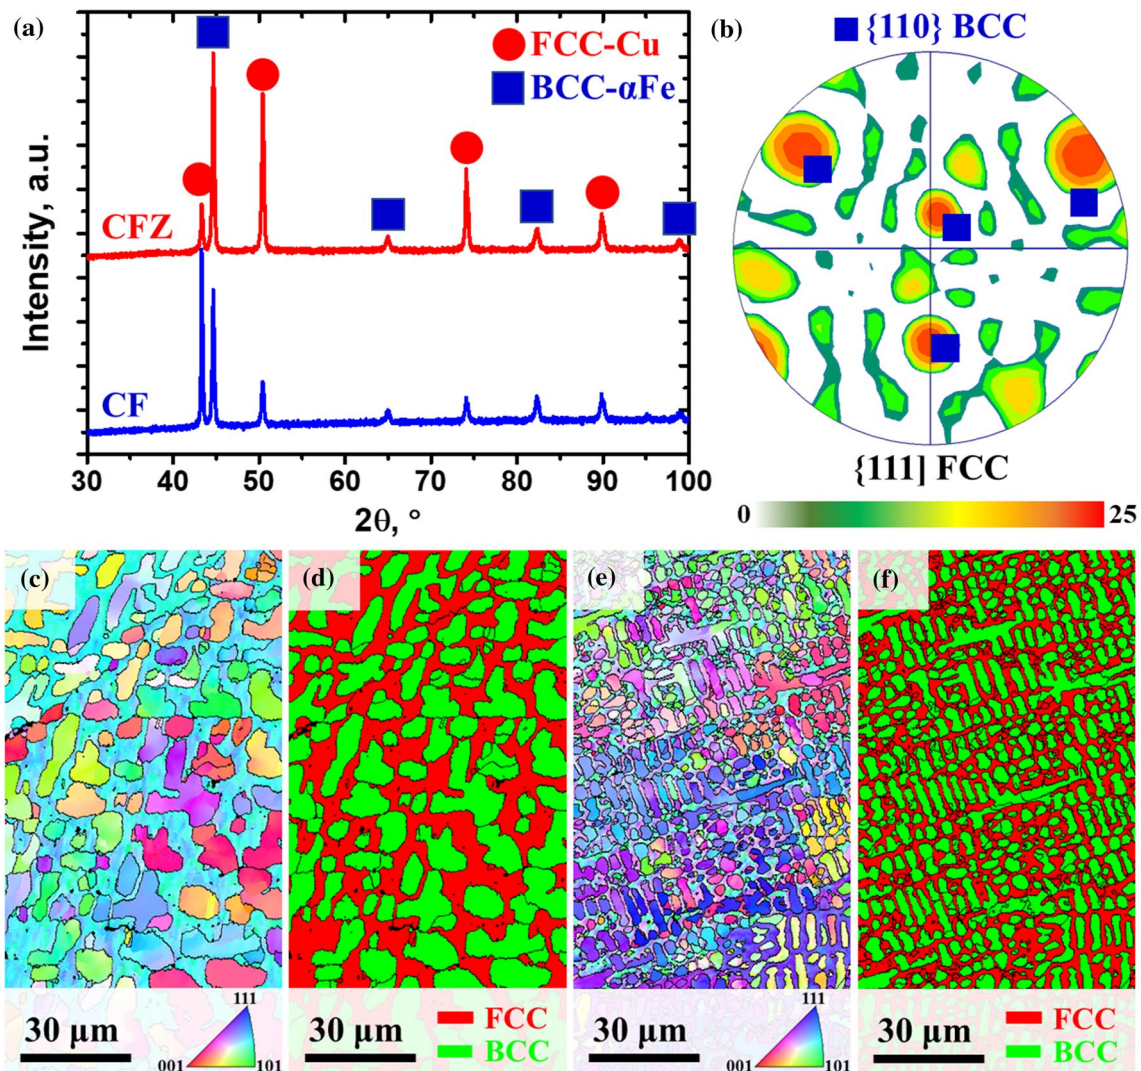 (a)
FCC-Cu
BCC-αFe
CFZ
CF
Intensity, a.u.
30 40 50 60 70 80 90 100
2θ, °
(b)
{110} BCC
{111] FCC
0 25
(c)
(d)
(e)
(f)
30 µm
111
001
101
30 µm
FCC
BCC
30 µm
111
001
101
30 µm
FCC
BCC